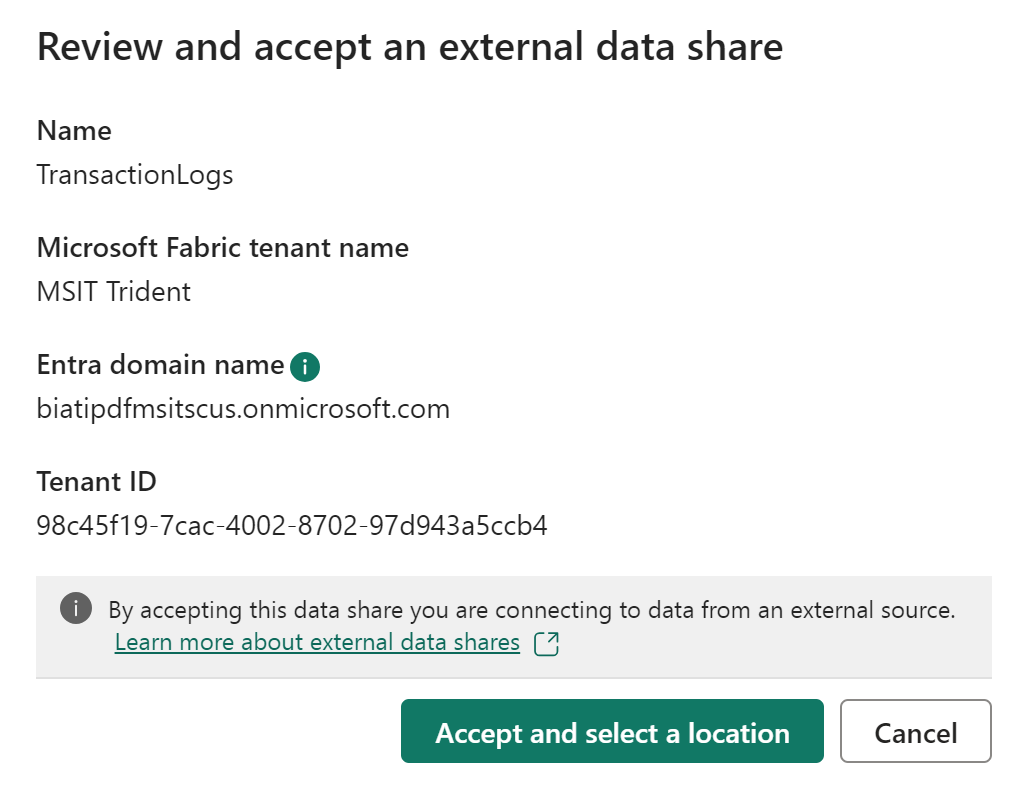 Review and accept an external data share
Name
TransactionLogs
Microsoft Fabric tenant name
MSIT Trident
Entra domain name
biatipdfmsitscus.onmicrosoft.com
Tenant ID
98c45f19-7cac-4002-8702-97d943a5ccb4
By accepting this data share you are connecting to data from an external source.
Learn more about external data shares
Accept and select a location
Cancel